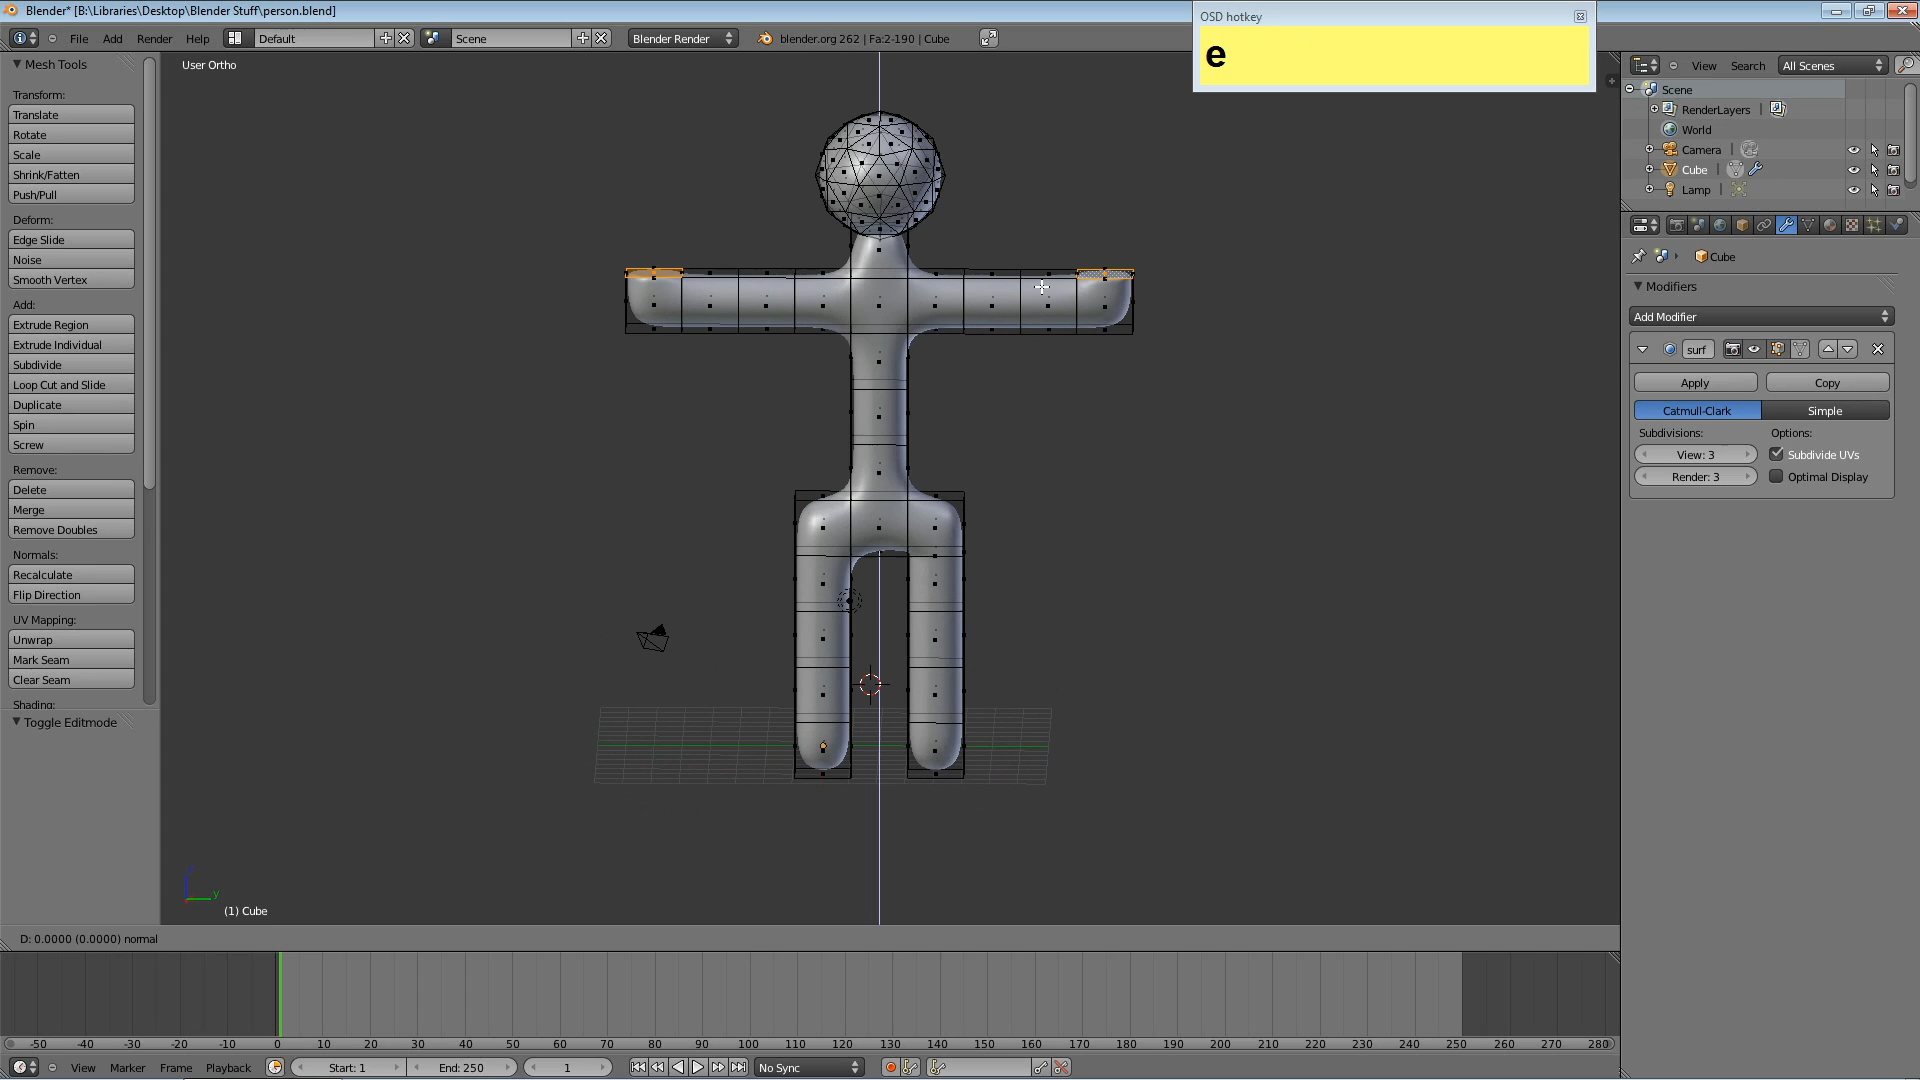 Blender* [B:\Libraries\Desktop\Blender Stuff\person.blend]
OSD hotkey
e
File Add Render Help Default Scene Blender Render blender.org 262 | Fa:2-190 | Cube
View Search All Scenes
Mesh Tools
User Ortho
Transform:
Translate
Rotate
Scale
Shrink/Fatten
Push/Pull
Deform:
Edge Slide
Noise
Smooth Vertex
Add:
Extrude Region
Extrude Individual
Subdivide
Loop Cut and Slide
Duplicate
Spin
Screw
Remove:
Delete
Merge
Remove Doubles
Normals:
Recalculate
Flip Direction
UV Mapping:
Unwrap
Mark Seam
Clear Seam
Shading:
Toggle Editmode
Scene
RenderLayers
World
Camera
Cube
Lamp
Cube
Modifiers
Add Modifier
surf
Apply Copy
Catmull-Clark Simple
Subdivisions: Options:
View: 3 Subdivide UVs
Render: 3 Optimal Display
y
(1) Cube
D: 0.0000 (0.0000) normal
-50 -40 -30 -20 -10 0 10 20 30 40 50 60 70 80 90 100 110 120 130 140 150 160 170 180 190 200 210 220 230 240 250 260 270 280
View Marker Frame Playback Start: 1 End: 250 1 No Sync